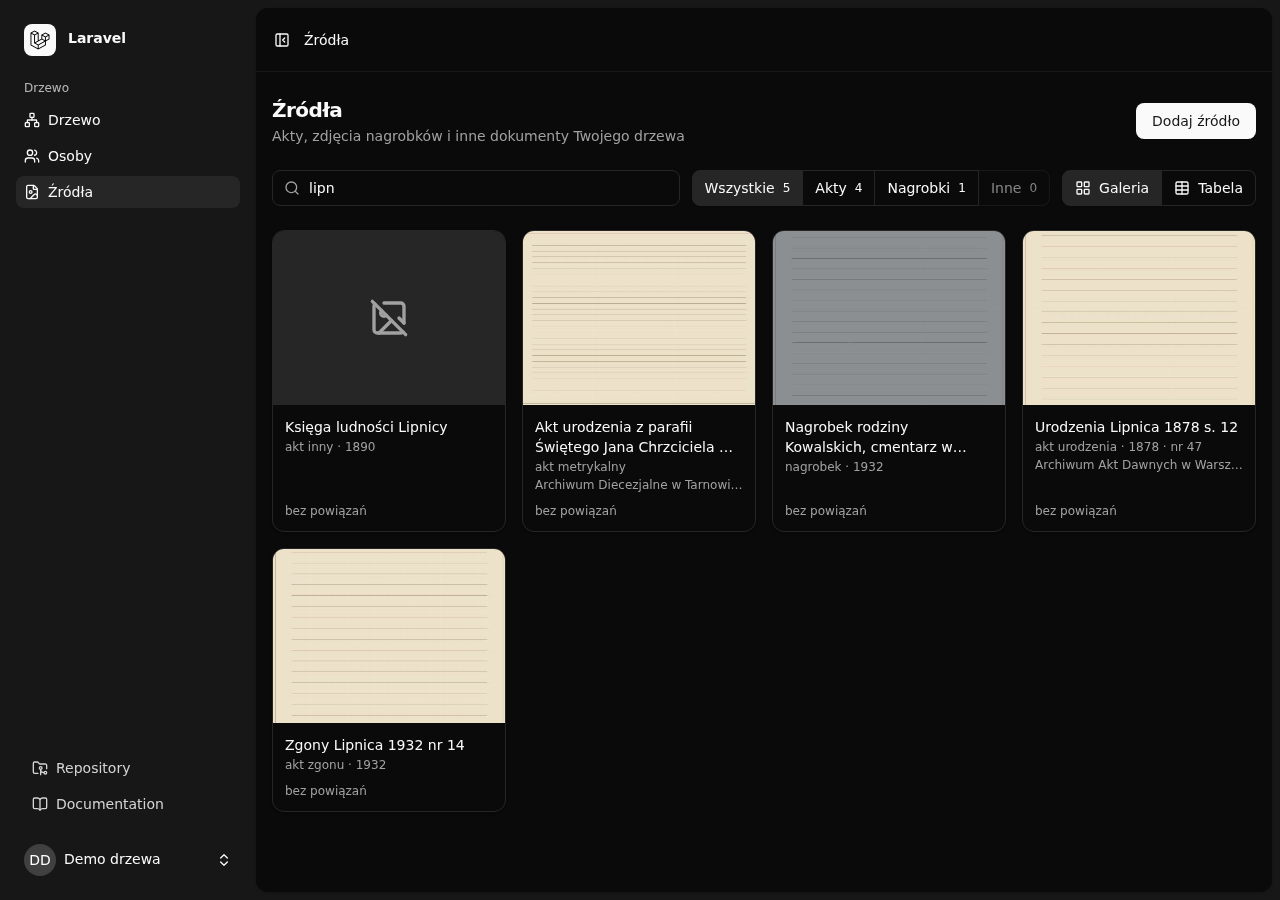 Laravel
Drzewo
Drzewo
Osoby
Źródła
Repository
Documentation
DD Demo drzewa
Źródła
Źródła
Akty, zdjęcia nagrobków i inne dokumenty Twojego drzewa
Dodaj źródło
lipn
Wszystkie 5 Akty 4 Nagrobki 1 Inne 0
Galeria Tabela
Księga ludności Lipnicy
akt inny · 1890
bez powiązań
Akt urodzenia z parafii
Świętego Jana Chrzciciela ...
akt metrykalny
Archiwum Diecezjalne w Tarnowi...
bez powiązań
Nagrobek rodziny
Kowalskich, cmentarz w...
nagrobek · 1932
bez powiązań
Urodzenia Lipnica 1878 s. 12
akt urodzenia · 1878 · nr 47
Archiwum Akt Dawnych w Warsz...
bez powiązań
Zgony Lipnica 1932 nr 14
akt zgonu · 1932
bez powiązań